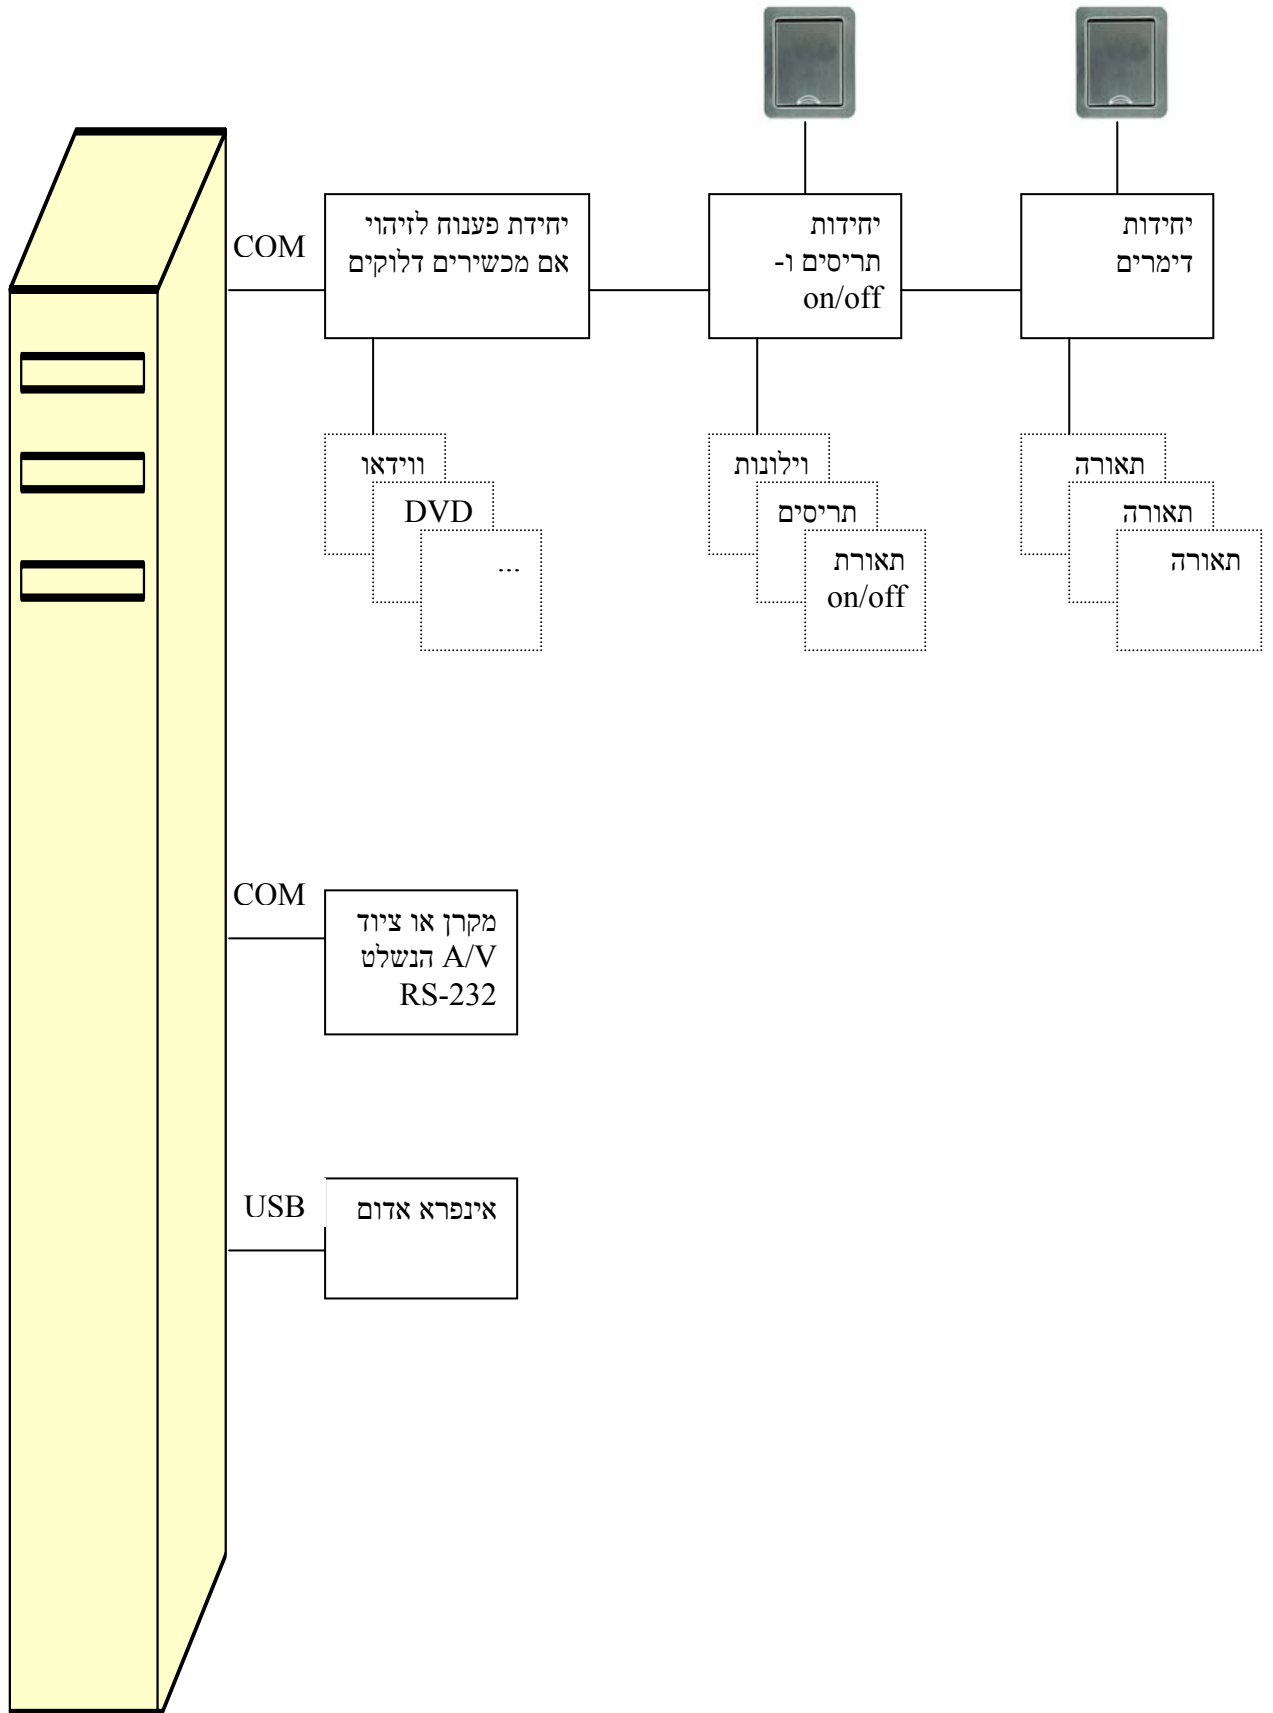 COM
יחידת פענוח לזיהוי
אם מכשירים דלוקים
יחידות
תריסים ו-
on/off
יחידות
דימרים
ווידאו
DVD
...
וילונות
תריסים
תאורת
on/off
תאורה
תאורה
תאורה
COM
מקרן או ציוד
A/V הנשלט
RS-232
USB
אינפרא אדום